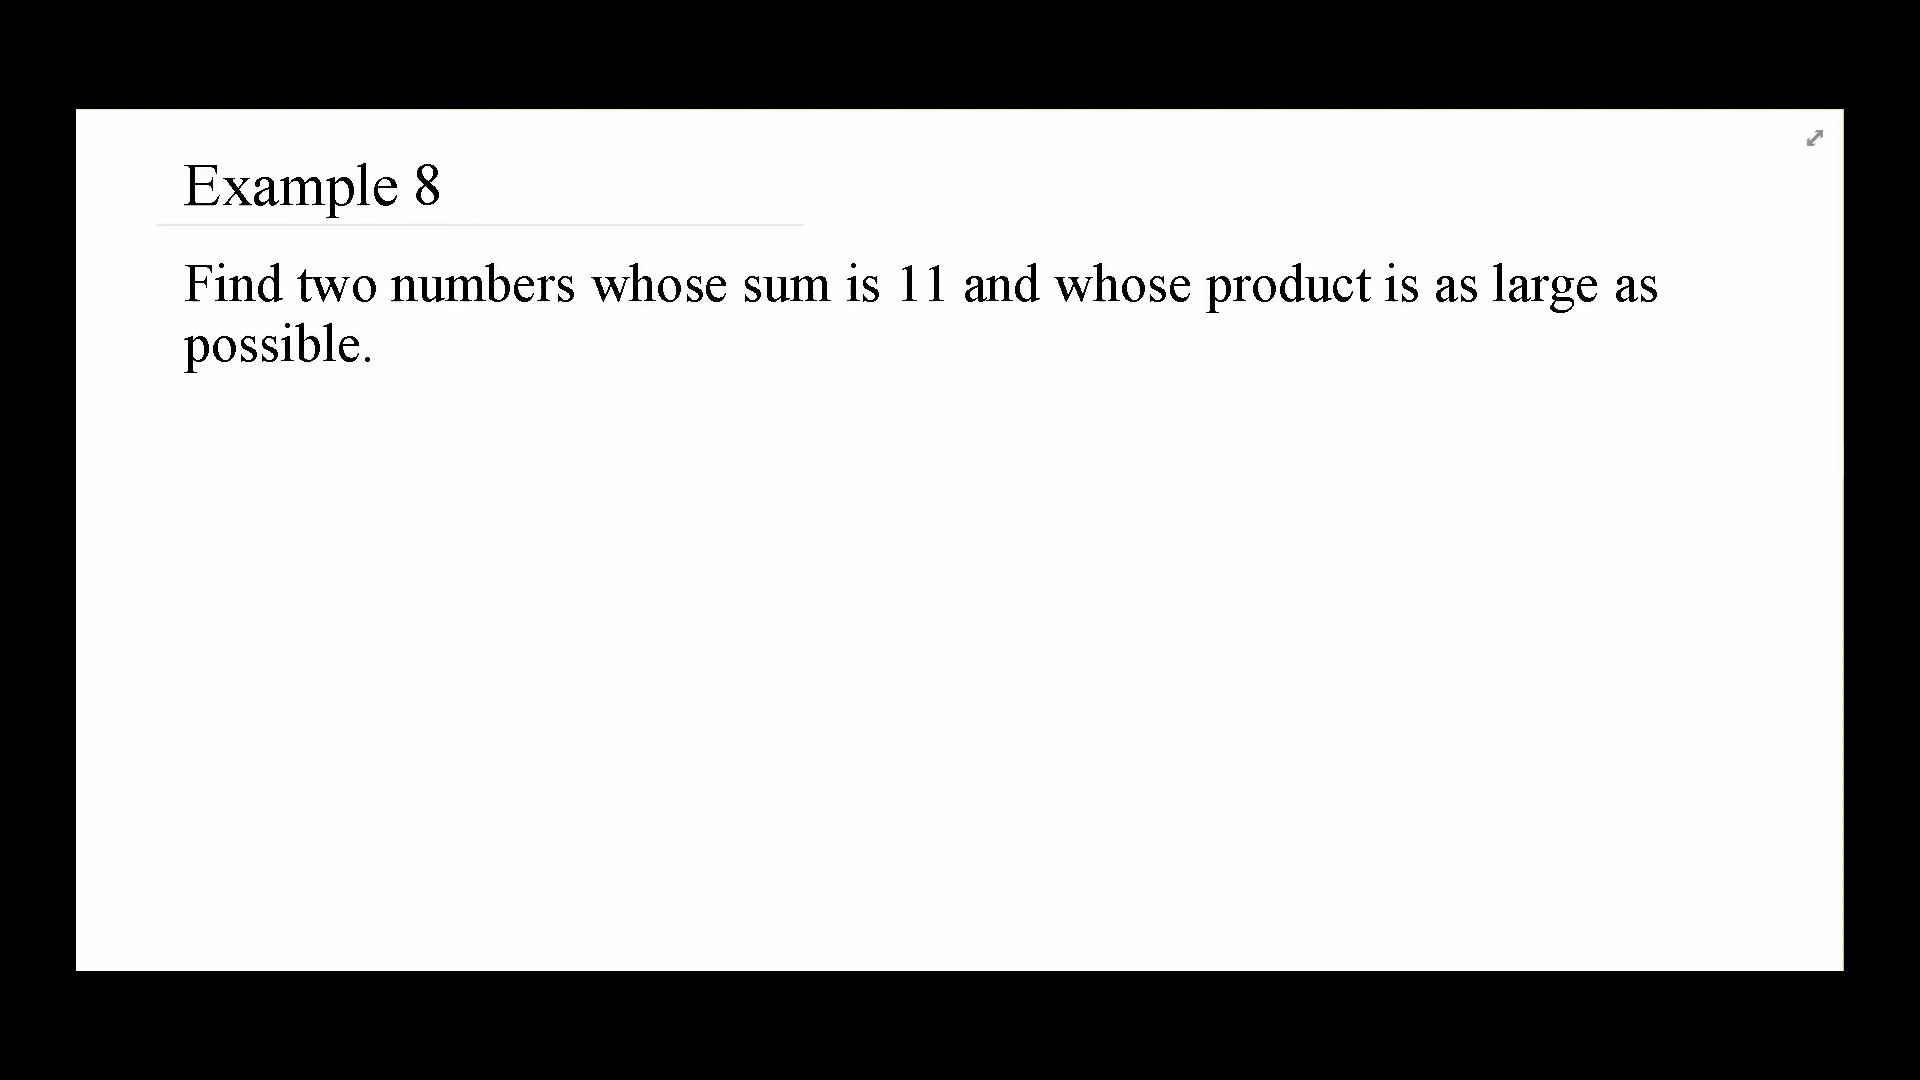 Example 8
Find two numbers whose sum is 11 and whose product is as large as
possible.